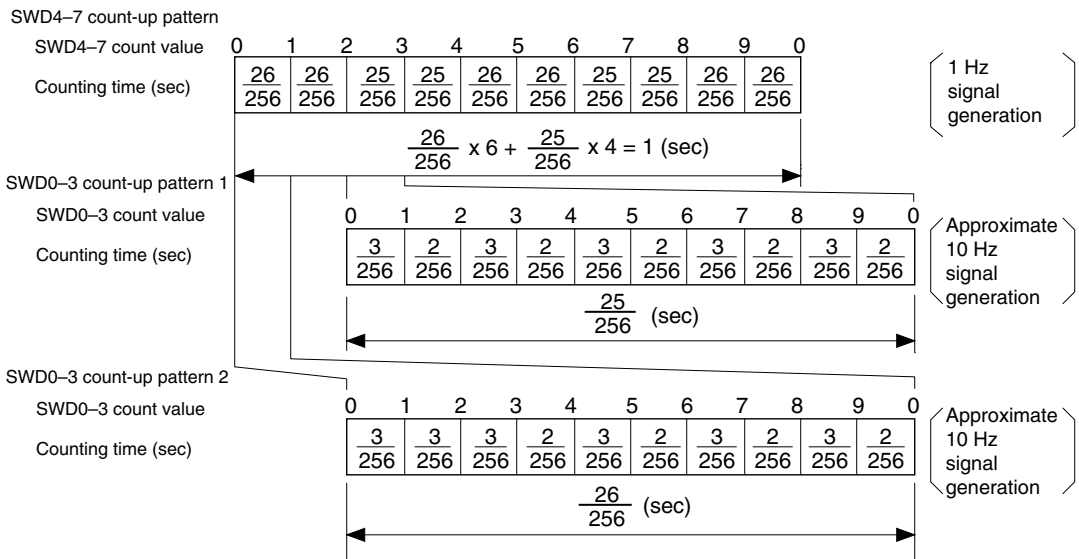 SWD4–7 count-up pattern
SWD4–7 count value 0 1 2 3 4 5 6 7 8 9 0
Counting time (sec) 26/256 26/256 25/256 25/256 26/256 26/256 25/256 25/256 26/256 26/256
1 Hz
signal
generation
26/256 x 6 + 25/256 x 4 = 1 (sec)
SWD0–3 count-up pattern 1
SWD0–3 count value 0 1 2 3 4 5 6 7 8 9 0
Counting time (sec) 3/256 2/256 3/256 2/256 3/256 2/256 3/256 2/256 3/256 2/256
Approximate
10 Hz
signal
generation
25/256 (sec)
SWD0–3 count-up pattern 2
SWD0–3 count value 0 1 2 3 4 5 6 7 8 9 0
Counting time (sec) 3/256 3/256 3/256 2/256 3/256 2/256 3/256 2/256 3/256 2/256
Approximate
10 Hz
signal
generation
26/256 (sec)